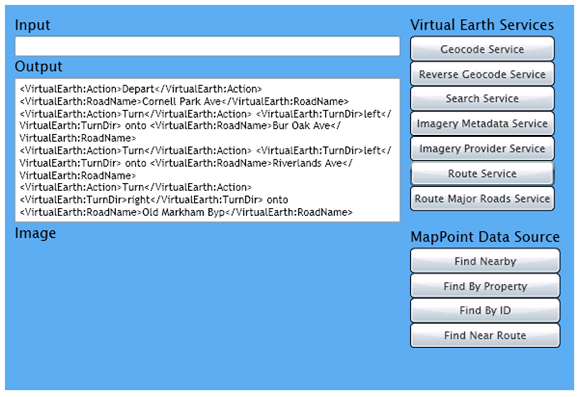 Input
Output
<VirtualEarth:Action>Depart</VirtualEarth:Action>
<VirtualEarth:RoadName>Cornell Park Ave</VirtualEarth:RoadName>
<VirtualEarth:Action>Turn</VirtualEarth:Action> <VirtualEarth:TurnDir>left</
VirtualEarth:TurnDir> onto <VirtualEarth:RoadName>Bur Oak Ave</
VirtualEarth:RoadName>
<VirtualEarth:Action>Turn</VirtualEarth:Action> <VirtualEarth:TurnDir>left</
VirtualEarth:TurnDir> onto <VirtualEarth:RoadName>Riverlands Ave</
VirtualEarth:RoadName>
<VirtualEarth:Action>Turn</VirtualEarth:Action>
<VirtualEarth:TurnDir>right</VirtualEarth:TurnDir> onto
<VirtualEarth:RoadName>Old Markham Byp</VirtualEarth:RoadName>
Image
Virtual Earth Services
Geocode Service
Reverse Geocode Service
Search Service
Imagery Metadata Service
Imagery Provider Service
Route Service
Route Major Roads Service
MapPoint Data Source
Find Nearby
Find By Property
Find By ID
Find Near Route